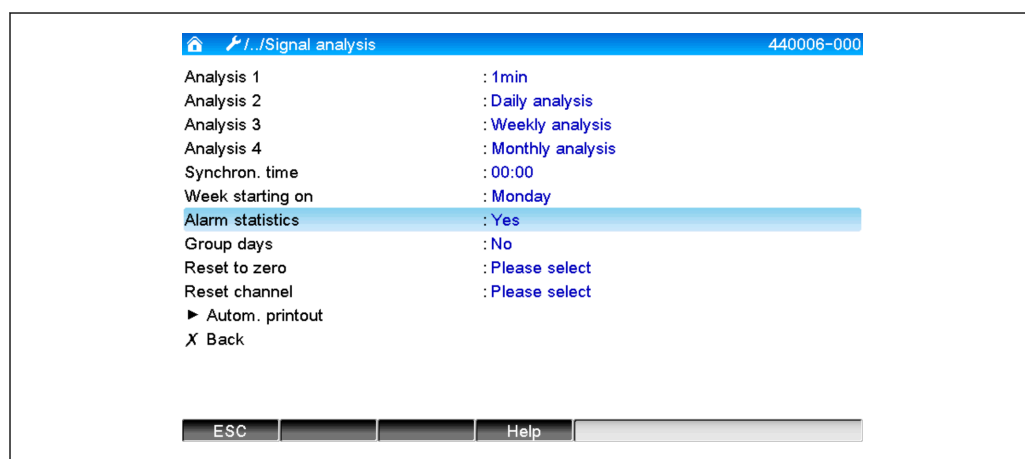 /../Signal analysis 440006-000
Analysis 1 : 1min
Analysis 2 : Daily analysis
Analysis 3 : Weekly analysis
Analysis 4 : Monthly analysis
Synchron. time : 00:00
Week starting on : Monday
Alarm statistics : Yes
Group days : No
Reset to zero : Please select
Reset channel : Please select
► Autom. printout
X Back
ESC Help